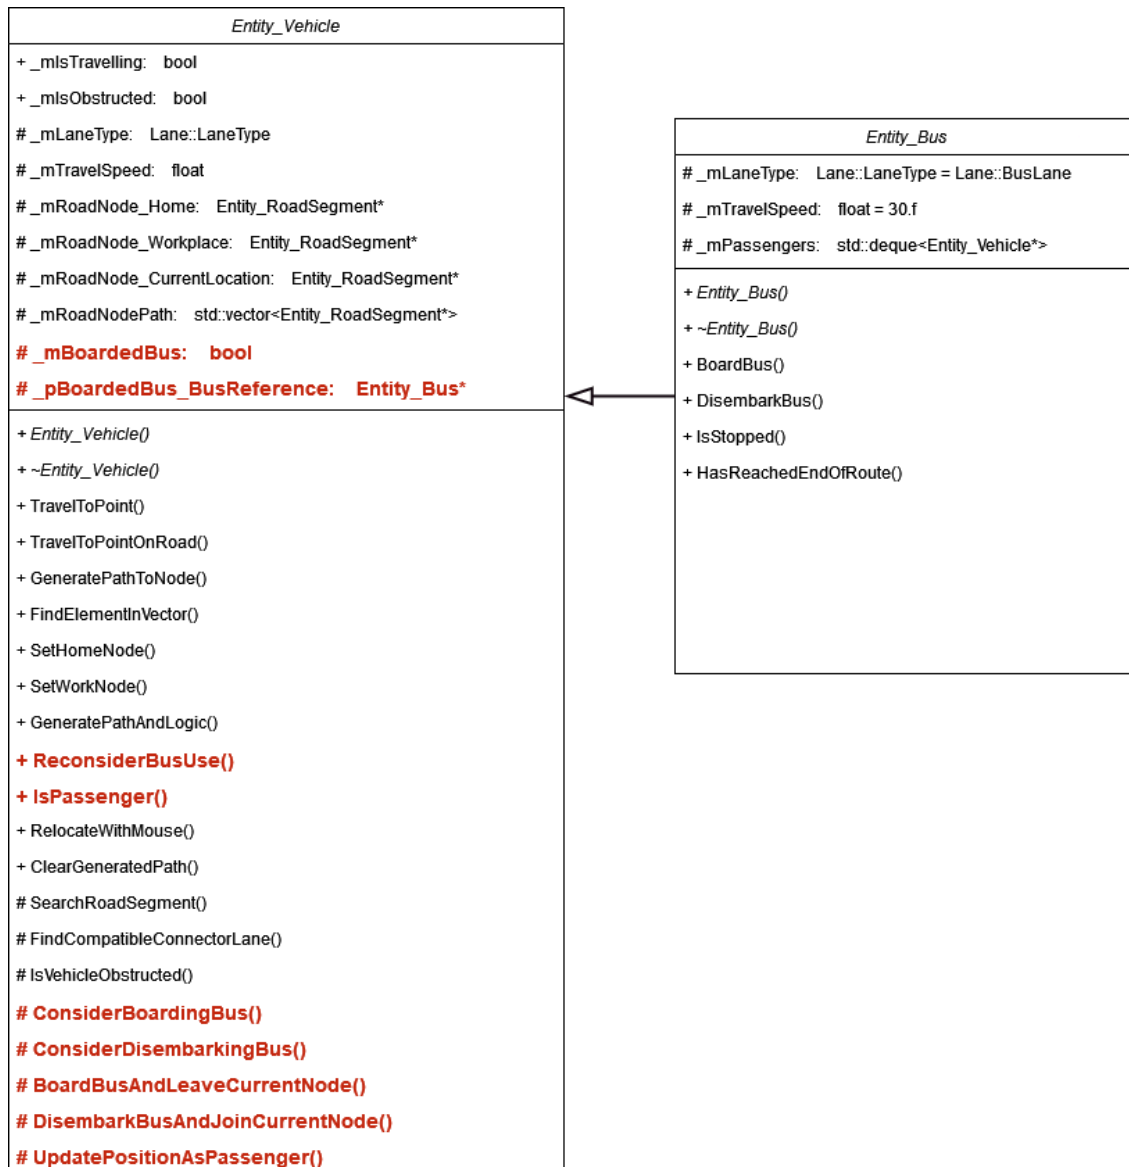 Entity_Vehicle
+ _mIsTravelling: bool
+ _mIsObstructed: bool
# _mLaneType: Lane::LaneType
# _mTravelSpeed: float
# _mRoadNode_Home: Entity_RoadSegment*
# _mRoadNode_Workplace: Entity_RoadSegment*
# _mRoadNode_CurrentLocation: Entity_RoadSegment*
# _mRoadNodePath: std::vector<Entity_RoadSegment*>
# _mBoardedBus: bool
# _pBoardedBus_BusReference: Entity_Bus*
+ Entity_Vehicle()
+ ~Entity_Vehicle()
+ TravelToPoint()
+ TravelToPointOnRoad()
+ GeneratePathToNode()
+ FindElementInVector()
+ SetHomeNode()
+ SetWorkNode()
+ GeneratePathAndLogic()
+ ReconsiderBusUse()
+ IsPassenger()
+ RelocateWithMouse()
+ ClearGeneratedPath()
# SearchRoadSegment()
# FindCompatibleConnectorLane()
# IsVehicleObstructed()
# ConsiderBoardingBus()
# ConsiderDisembarkingBus()
# BoardBusAndLeaveCurrentNode()
# DisembarkBusAndJoinCurrentNode()
# UpdatePositionAsPassenger()
Entity_Bus
# _mLaneType: Lane::LaneType = Lane::BusLane
# _mTravelSpeed: float = 30.f
# _mPassengers: std::deque<Entity_Vehicle*>
+ Entity_Bus()
+ ~Entity_Bus()
+ BoardBus()
+ DisembarkBus()
+ IsStopped()
+ HasReachedEndOfRoute()